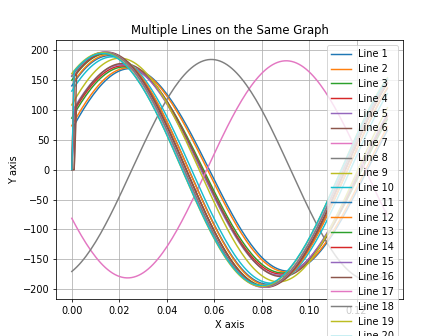 Multiple Lines on the Same Graph
Y axis
200
150
100
50
0
−50
−100
−150
−200
0.00
0.02
0.04
0.06
0.08
0.10
X axis
Line 1
Line 2
Line 3
Line 4
Line 5
Line 6
Line 7
Line 8
Line 9
Line 10
Line 11
Line 12
Line 13
Line 14
Line 15
Line 16
Line 17
Line 18
Line 19
Line 20